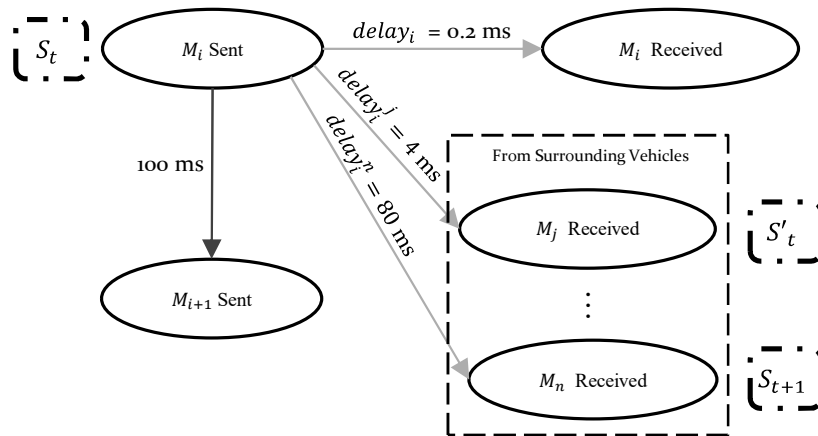 S_t
M_i Sent
delay_i = 0.2 ms
M_i Received
delay_i^j = 4 ms
delay_i^n = 80 ms
100 ms
From Surrounding Vehicles
M_j Received
S'_t
⋮
M_{i+1} Sent
M_n Received
S_{t+1}